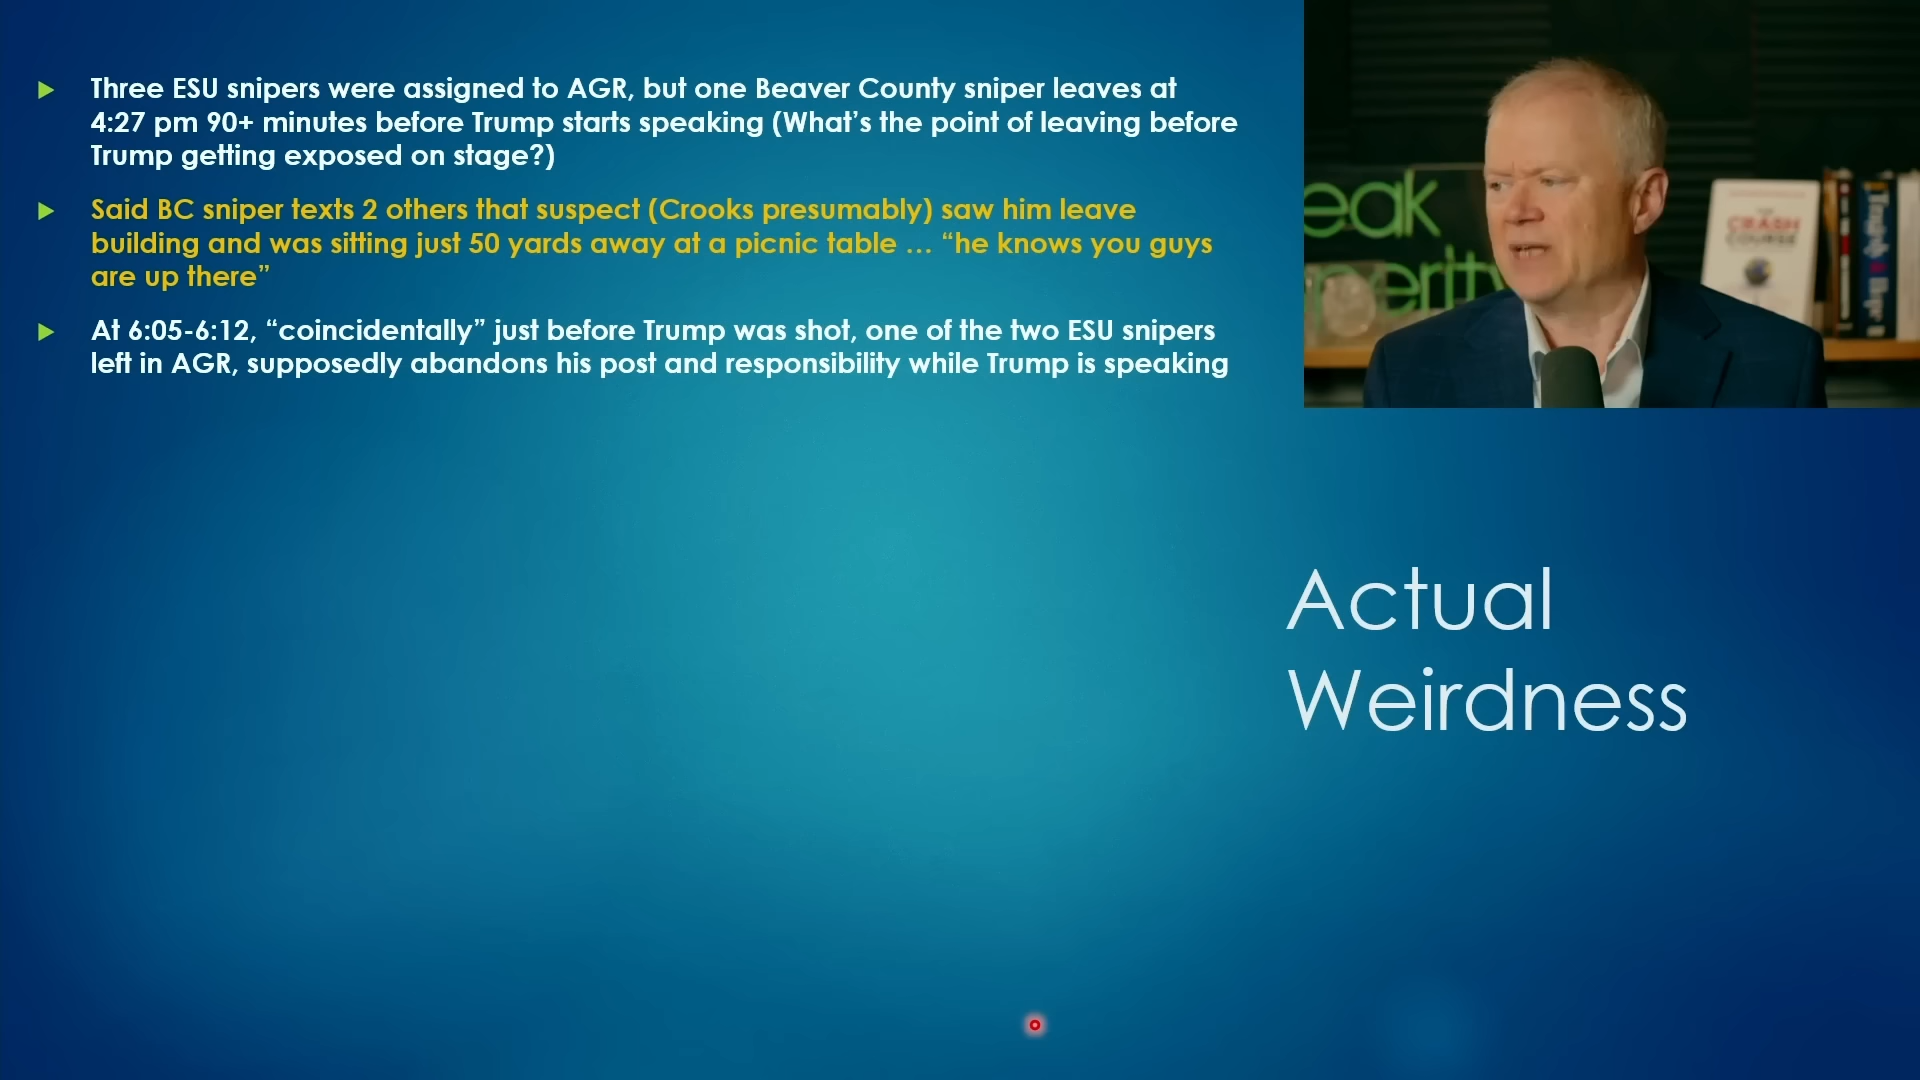 Three ESU snipers were assigned to AGR, but one Beaver County sniper leaves at
4:27 pm 90+ minutes before Trump starts speaking (What’s the point of leaving before
Trump getting exposed on stage?)
Said BC sniper texts 2 others that suspect (Crooks presumably) saw him leave
building and was sitting just 50 yards away at a picnic table … “he knows you guys
are up there”
At 6:05-6:12, “coincidentally” just before Trump was shot, one of the two ESU snipers
left in AGR, supposedly abandons his post and responsibility while Trump is speaking
eak
perity
CRASH
COURSE
Actual
Weirdness